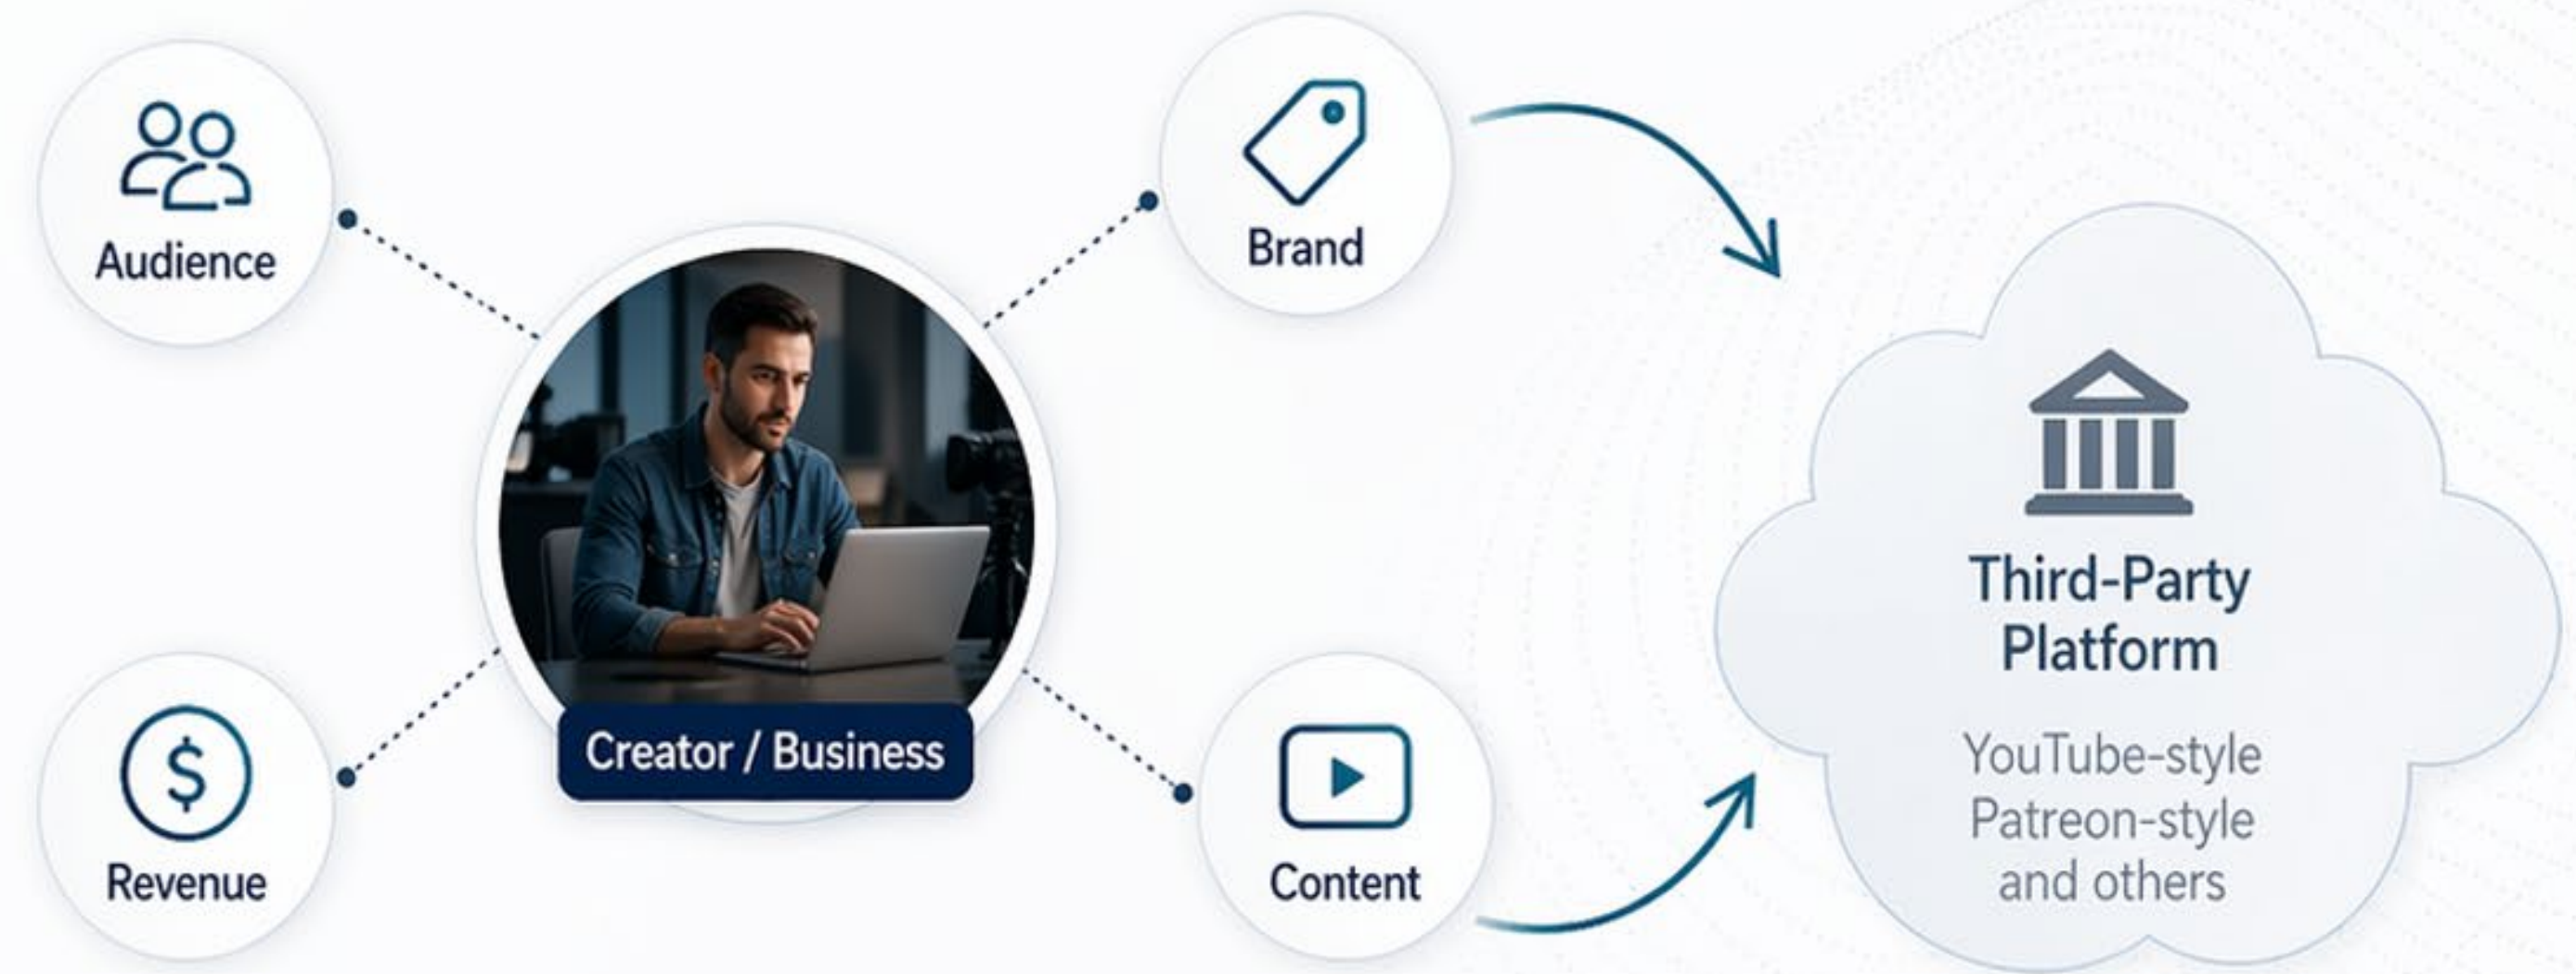 Audience
Brand
Creator / Business
Revenue
$
Content
Third-Party
Platform
YouTube-style
Patreon-style
and others